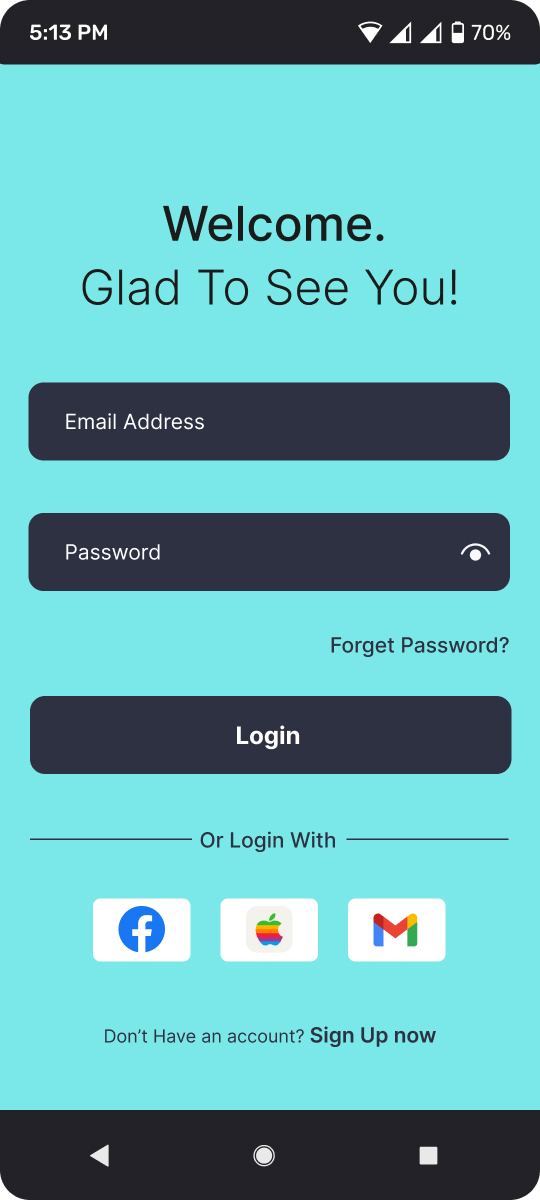 5:13 PM 70%
Welcome.
Glad To See You!
Email Address
Password
Forget Password?
Login
Or Login With
Don’t Have an account? Sign Up now